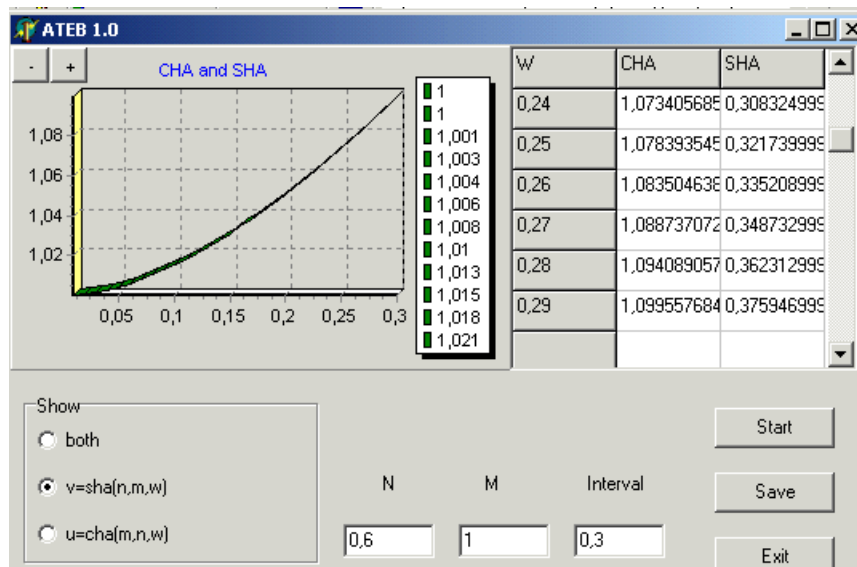 ATEB 1.0
- +
CHA and SHA
1,08
1,06
1,04
1,02
0,05 0,1 0,15 0,2 0,25 0,3
1
1
1,001
1,003
1,004
1,006
1,008
1,01
1,013
1,015
1,018
1,021
W CHA SHA
0,24 1,073405685 0,308324999
0,25 1,078393545 0,321739999
0,26 1,083504638 0,335208999
0,27 1,088737072 0,348732999
0,28 1,094089057 0,362312999
0,29 1,099557684 0,375946999
Show
both
v=sha(n,m,w)
u=cha(m,n,w)
N M Interval
0,6 1 0,3
Start
Save
Exit